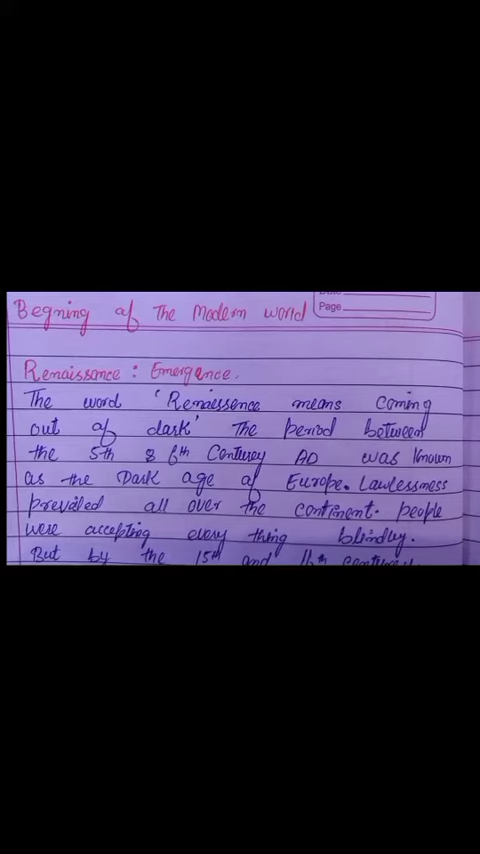 Begning of The Modern world
Page
Renaissance : Emergence.
The word 'Renaessence means coming
out of dark' The period between
the 5th & 6th Centurey AD was known
as the Dark age of Europe. Lawlessness
prevailed all over the continent. people
were accepting every thing blindly.
But by the 15th and 16th